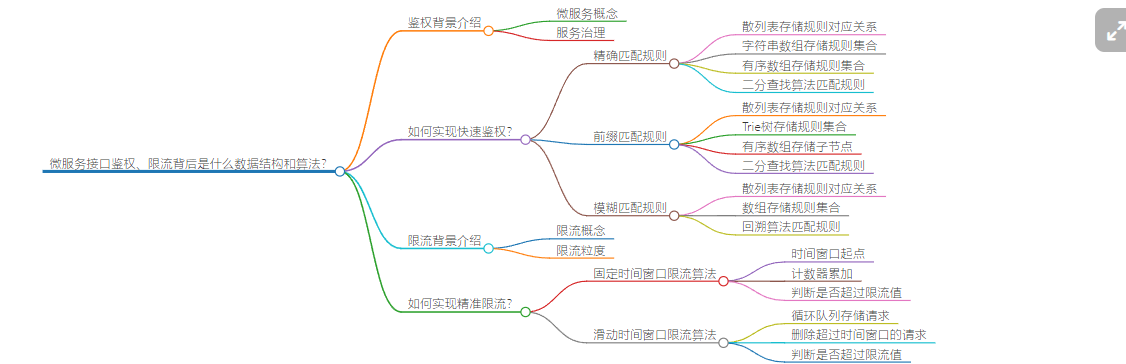 微服务接口鉴权、限流背后是什么数据结构和算法?
鉴权背景介绍
微服务概念
服务治理
如何实现快速鉴权?
精确匹配规则
散列表存储规则对应关系
字符串数组存储规则集合
有序数组存储规则集合
二分查找算法匹配规则
前缀匹配规则
散列表存储规则对应关系
Trie树存储规则集合
有序数组存储子节点
二分查找算法匹配规则
模糊匹配规则
散列表存储规则对应关系
数组存储规则集合
回溯算法匹配规则
限流背景介绍
限流概念
限流粒度
如何实现精准限流?
固定时间窗口限流算法
时间窗口起点
计数器累加
判断是否超过限流值
滑动时间窗口限流算法
循环队列存储请求
删除超过时间窗口的请求
判断是否超过限流值